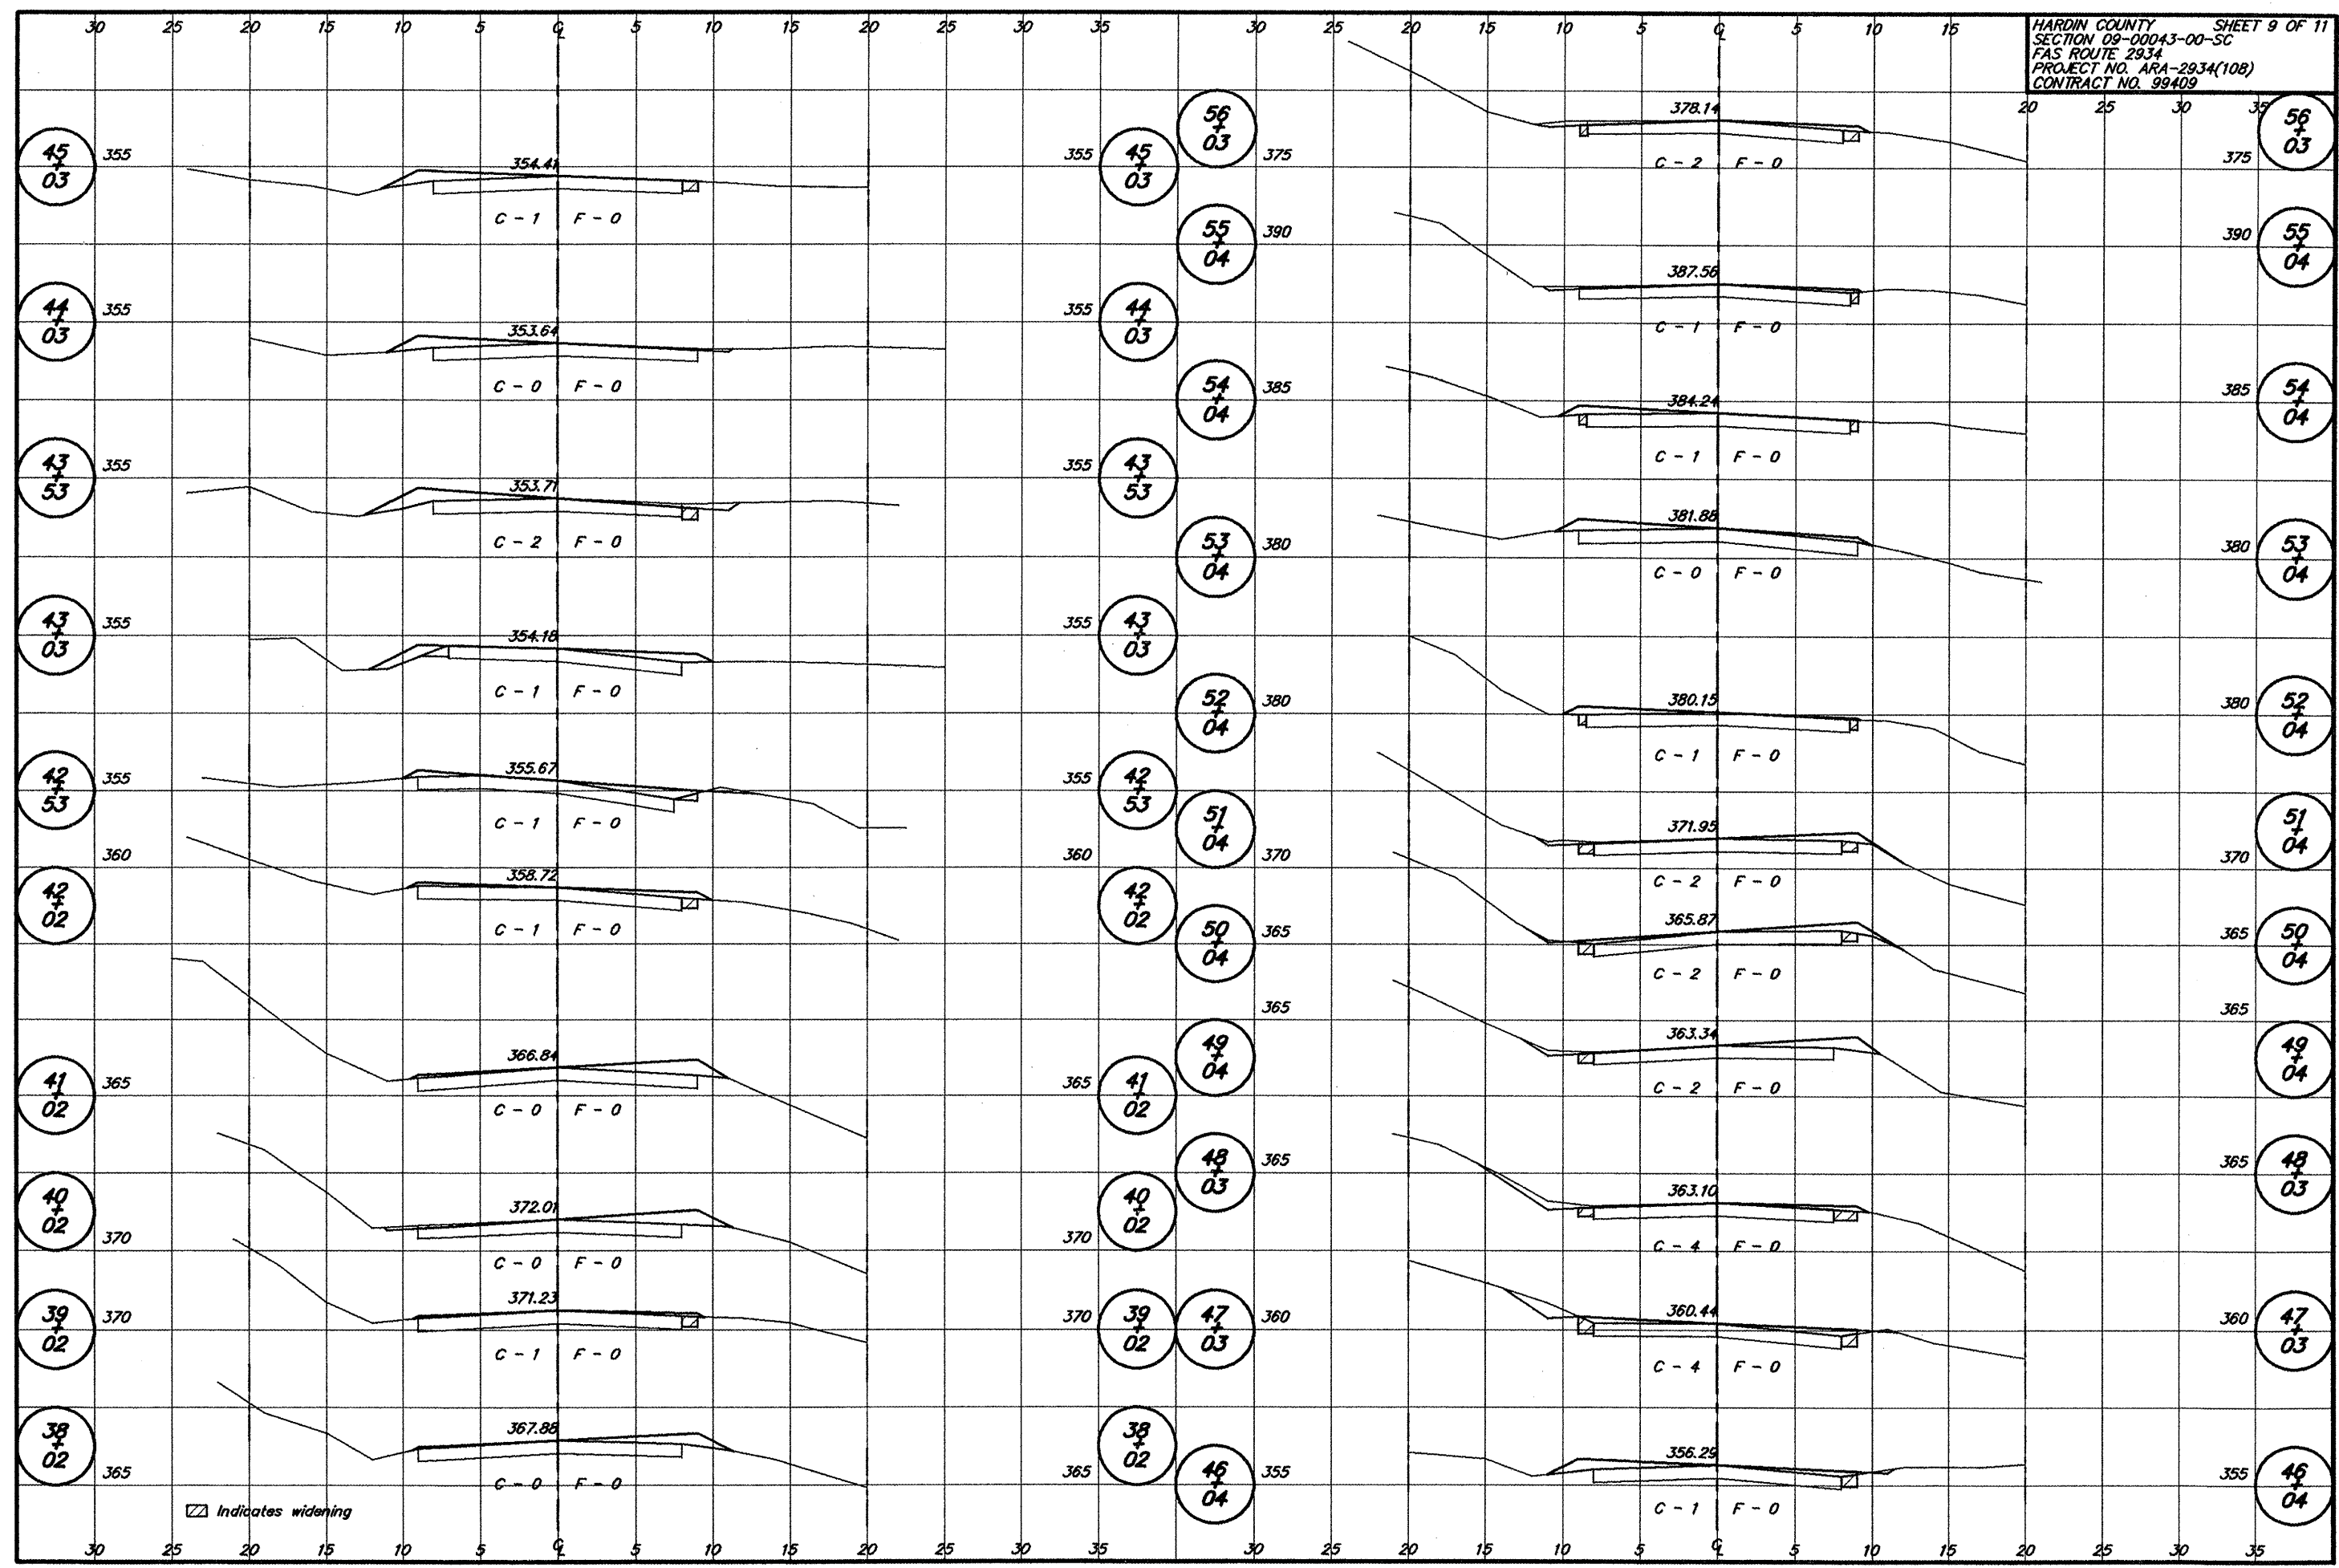 30 25 20 15 10 5 CL 5 10 15 20 25 30 35 30 25 20 15 10 5 CL 5 10 15
HARDIN COUNTY SHEET 9 OF 11
SECTION 09-00043-00-SC
FAS ROUTE 2934
PROJECT NO. ARA-2934(108)
CONTRACT NO. 99409
20 25 30 35
45+03 355 354.41 355 45+03
C - 1 F - 0
44+03 355 353.64 355 44+03
C - 0 F - 0
43+53 355 353.71 355 43+53
C - 2 F - 0
43+03 355 354.18 355 43+03
C - 1 F - 0
42+53 355 355.67 355 42+53
C - 1 F - 0
360 360
42+02 358.72 42+02
C - 1 F - 0
41+02 365 366.84 365 41+02
C - 0 F - 0
40+02 372.01 40+02
370 370
C - 0 F - 0
39+02 370 371.23 370 39+02
C - 1 F - 0
38+02 367.88 38+02
365 365
C - 0 F - 0
Indicates widening
56+03 375 378.14 375 56+03
C - 2 F - 0
55+04 390 387.56 390 55+04
C - 1 F - 0
54+04 385 384.24 385 54+04
C - 1 F - 0
53+04 380 381.88 380 53+04
C - 0 F - 0
52+04 380 380.15 380 52+04
C - 1 F - 0
51+04 371.95 51+04
370 370
C - 2 F - 0
50+04 365 365.87 365 50+04
C - 2 F - 0
365 365
49+04 363.34 49+04
C - 2 F - 0
48+03 365 363.10 365 48+03
C - 4 F - 0
47+03 360 360.44 360 47+03
C - 4 F - 0
46+04 355 356.29 355 46+04
C - 1 F - 0
30 25 20 15 10 5 CL 5 10 15 20 25 30 35 30 25 20 15 10 5 CL 5 10 15 20 25 30 35